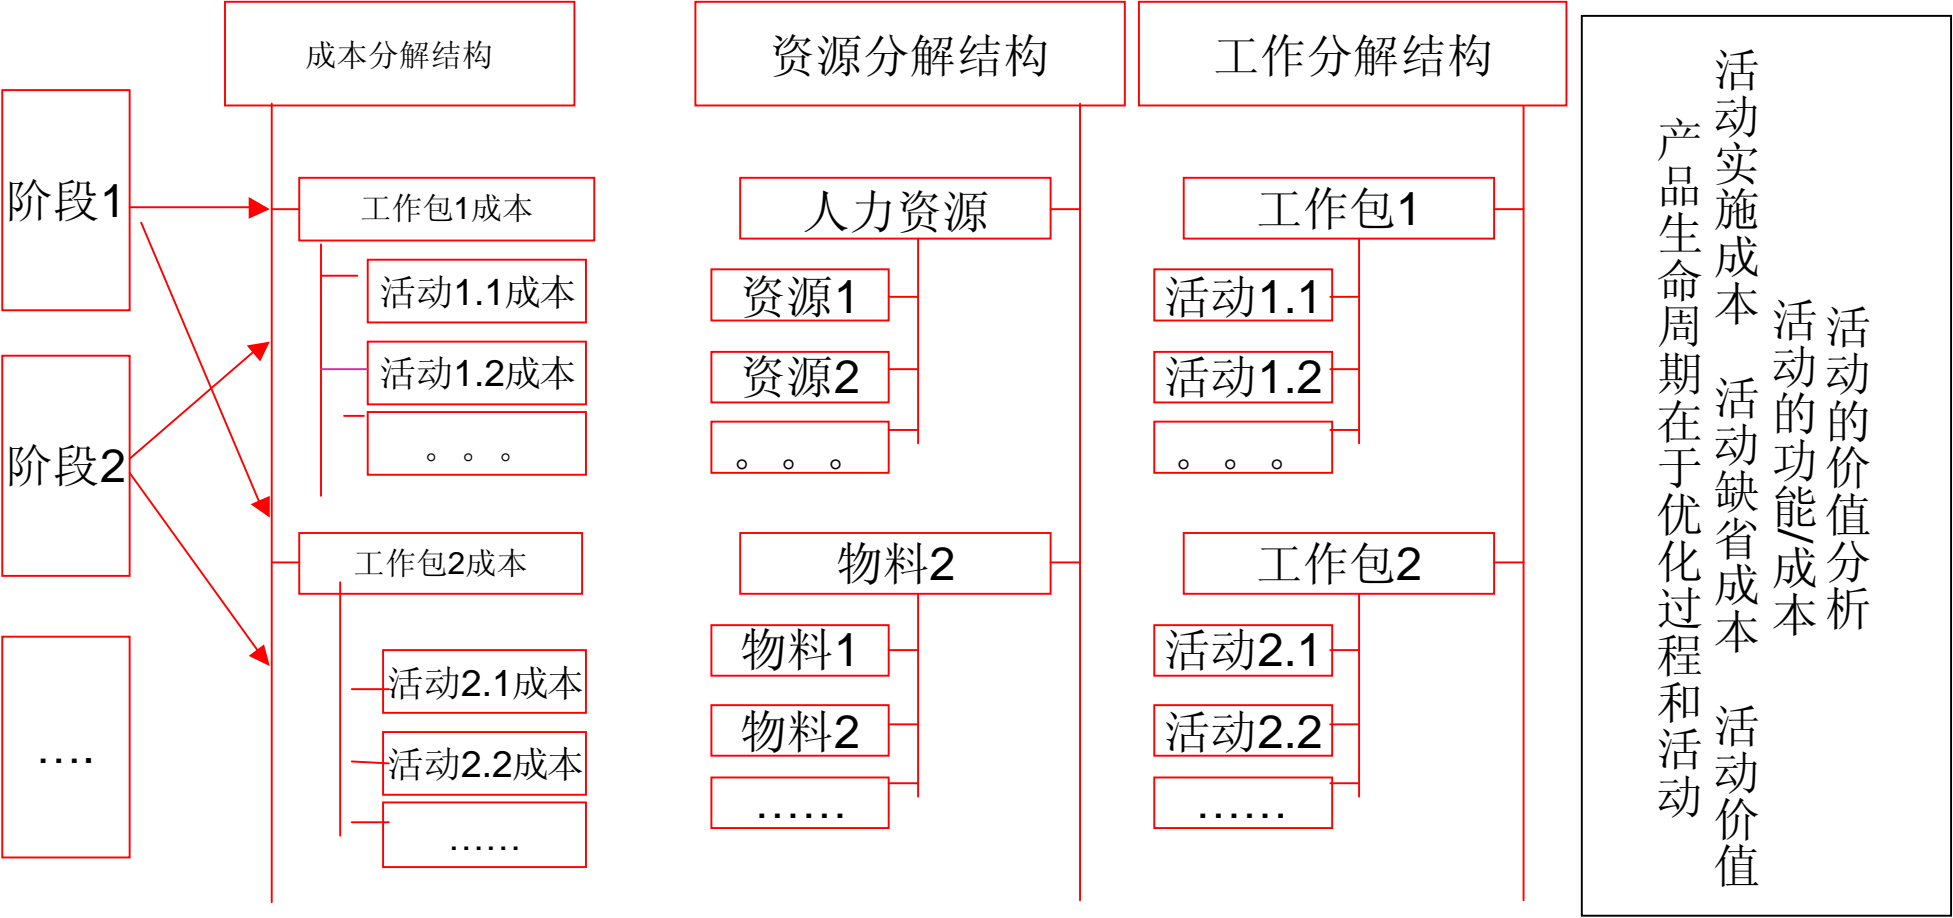 成本分解结构
资源分解结构
工作分解结构
阶段1
阶段2
....
工作包1成本
活动1.1成本
活动1.2成本
。。。
工作包2成本
活动2.1成本
活动2.2成本
......
人力资源
资源1
资源2
。。。
物料2
物料1
物料2
......
工作包1
活动1.1
活动1.2
。。。
工作包2
活动2.1
活动2.2
......
活动的价值分析
活动的功能/成本
活动实施成本 活动缺省成本 活动价值
产品生命周期在于优化过程和活动